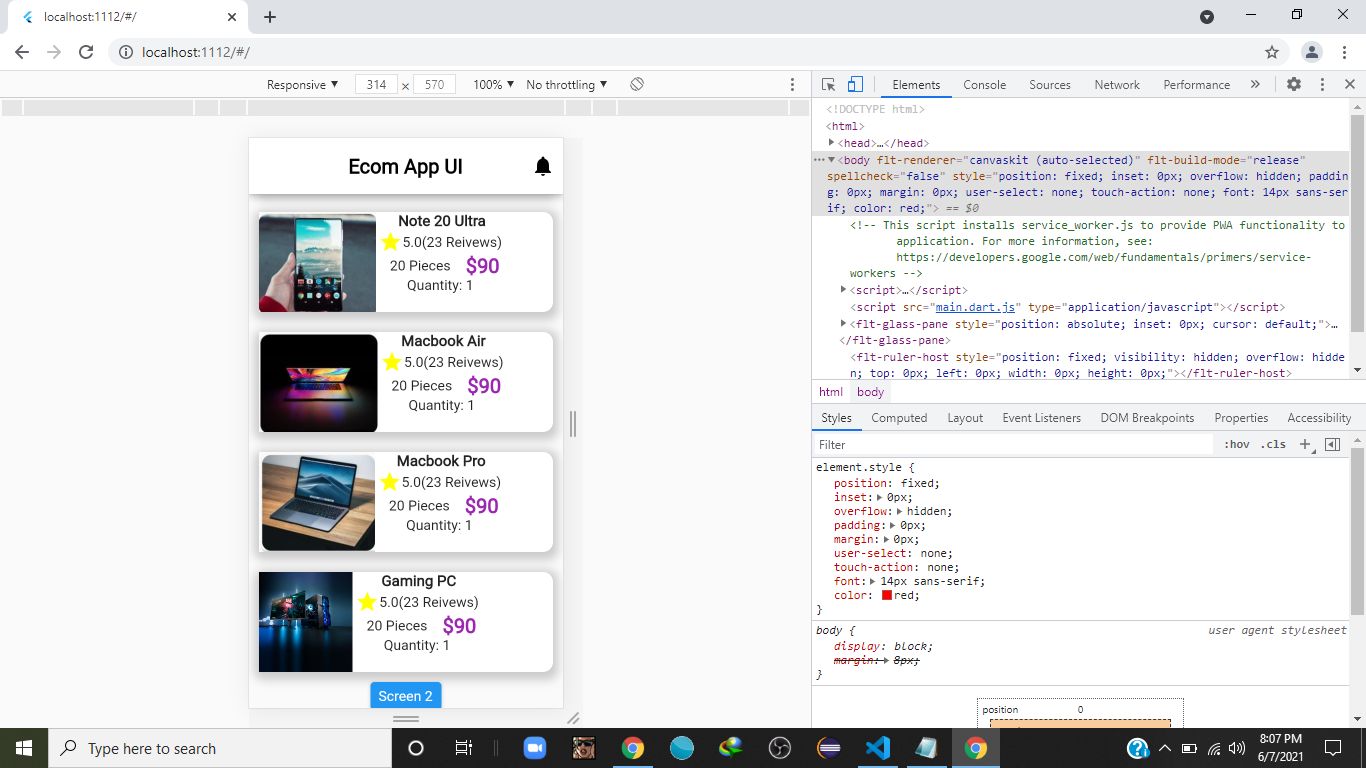 localhost:1112/#/
localhost:1112/#/
Responsive 314 × 570 100% No throttling
Elements Console Sources Network Performance »
Ecom App UI
Note 20 Ultra
5.0(23 Reivews)
20 Pieces $90
Quantity: 1
Macbook Air
5.0(23 Reivews)
20 Pieces $90
Quantity: 1
Macbook Pro
5.0(23 Reivews)
20 Pieces $90
Quantity: 1
Gaming PC
5.0(23 Reivews)
20 Pieces $90
Quantity: 1
Screen 2
<!DOCTYPE html>
<html>
<head>…</head>
<body flt-renderer="canvaskit (auto-selected)" flt-build-mode="release"
spellcheck="false" style="position: fixed; inset: 0px; overflow: hidden; paddin
g: 0px; margin: 0px; user-select: none; touch-action: none; font: 14px sans-ser
if; color: red;"> == $0
<!-- This script installs service_worker.js to provide PWA functionality to
application. For more information, see:
https://developers.google.com/web/fundamentals/primers/service-
workers -->
<script>…</script>
<script src="main.dart.js" type="application/javascript"></script>
<flt-glass-pane style="position: absolute; inset: 0px; cursor: default;">…
</flt-glass-pane>
<flt-ruler-host style="position: fixed; visibility: hidden; overflow: hidde
n; top: 0px; left: 0px; width: 0px; height: 0px;"></flt-ruler-host>
html body
Styles Computed Layout Event Listeners DOM Breakpoints Properties Accessibility
Filter :hov .cls
element.style {
position: fixed;
inset: 0px;
overflow: hidden;
padding: 0px;
margin: 0px;
user-select: none;
touch-action: none;
font: 14px sans-serif;
color: red;
}
body { user agent stylesheet
display: block;
margin: 8px;
}
position 0
Type here to search
8:07 PM
6/7/2021